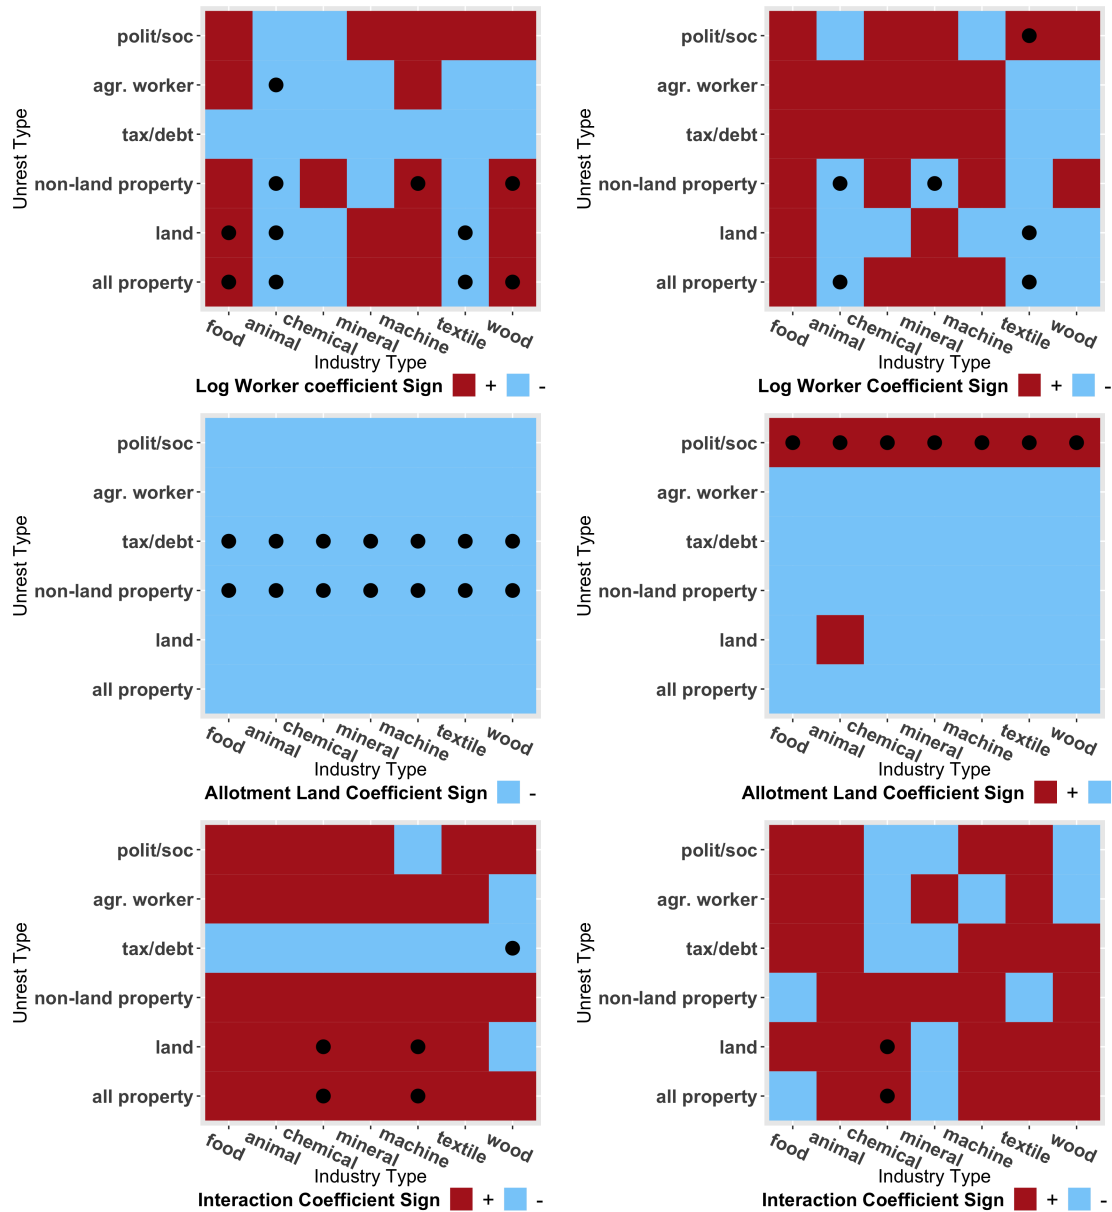 polit/soc
agr. worker
tax/debt
non-land property
land
all property
Unrest Type
food animal chemical mineral machine textile wood
Industry Type
Log Worker coefficient Sign + -
polit/soc
agr. worker
tax/debt
non-land property
land
all property
Unrest Type
food animal chemical mineral machine textile wood
Industry Type
Log Worker Coefficient Sign + -
polit/soc
agr. worker
tax/debt
non-land property
land
all property
Unrest Type
food animal chemical mineral machine textile wood
Industry Type
Allotment Land Coefficient Sign -
polit/soc
agr. worker
tax/debt
non-land property
land
all property
Unrest Type
food animal chemical mineral machine textile wood
Industry Type
Allotment Land Coefficient Sign +
polit/soc
agr. worker
tax/debt
non-land property
land
all property
Unrest Type
food animal chemical mineral machine textile wood
Industry Type
Interaction Coefficient Sign + -
polit/soc
agr. worker
tax/debt
non-land property
land
all property
Unrest Type
food animal chemical mineral machine textile wood
Industry Type
Interaction Coefficient Sign + -